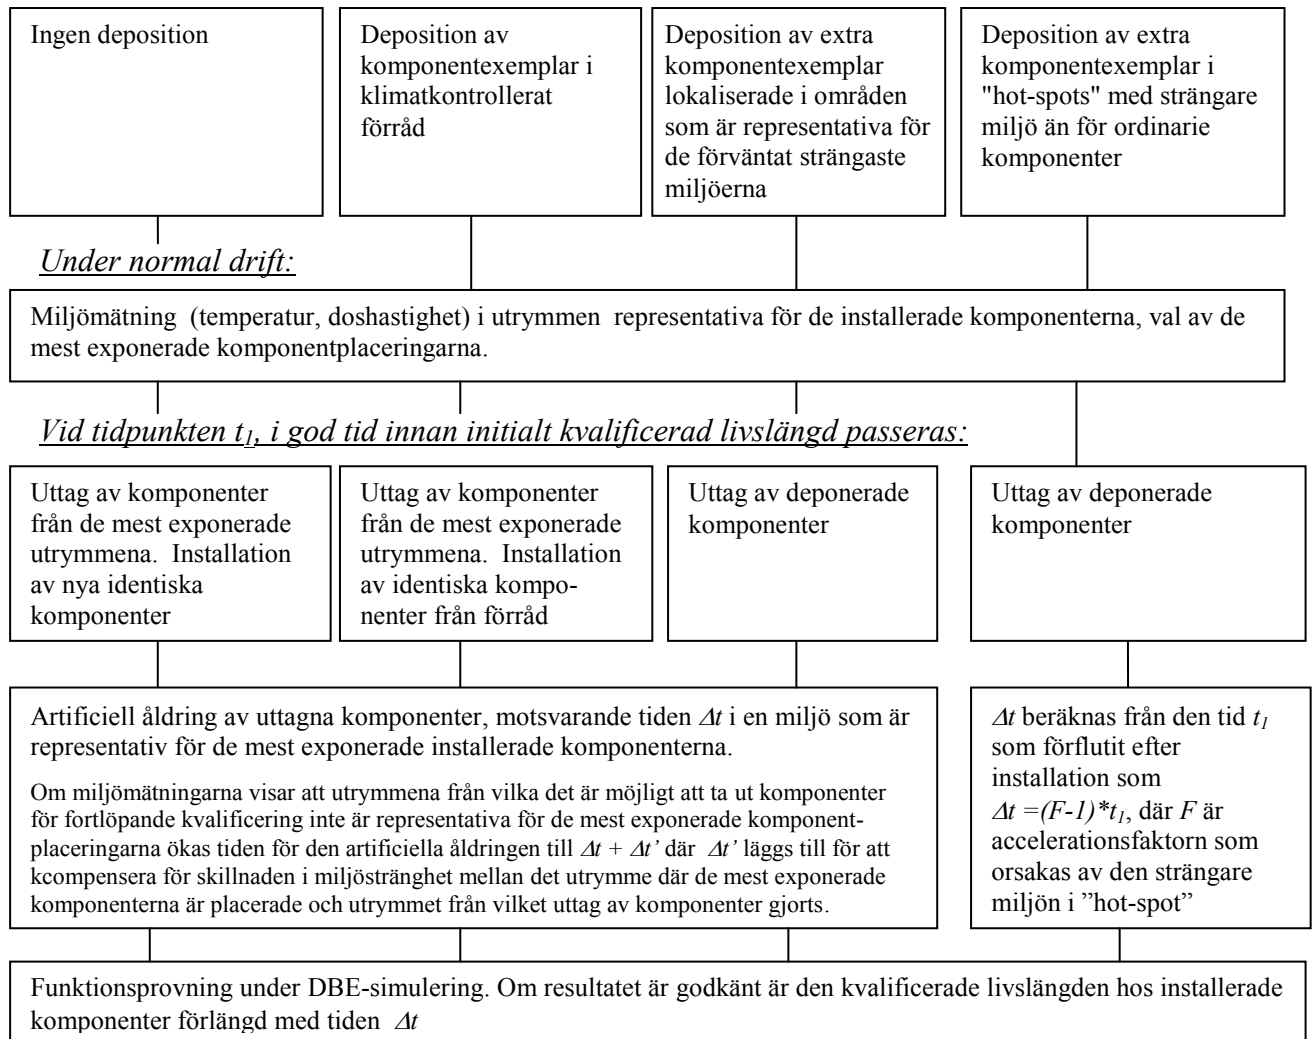 Ingen deposition
Deposition av
komponentexemplar i
klimatkontrollerat
förråd
Deposition av extra
komponentexemplar
lokaliserade i områden
som är representativa för
de förväntat strängaste
miljöerna
Deposition av extra
komponentexemplar i
"hot-spots" med strängare
miljö än för ordinarie
komponenter
Under normal drift:
Miljömätning (temperatur, doshastighet) i utrymmen representativa för de installerade komponenterna, val av de
mest exponerade komponentplaceringarna.
Vid tidpunkten t1, i god tid innan initialt kvalificerad livslängd passeras:
Uttag av komponenter
från de mest exponerade
utrymmena. Installation
av nya identiska
komponenter
Uttag av komponenter
från de mest exponerade
utrymmena. Installation
av identiska kompo-
nenter från förråd
Uttag av deponerade
komponenter
Uttag av deponerade
komponenter
Artificiell åldring av uttagna komponenter, motsvarande tiden Δt i en miljö som är
representativ för de mest exponerade installerade komponenterna.
Om miljömätningarna visar att utrymmena från vilka det är möjligt att ta ut komponenter
för fortlöpande kvalificering inte är representativa för de mest exponerade komponent-
placeringarna ökas tiden för den artificiella åldringen till Δt + Δt’ där Δt’ läggs till för att
kcompensera för skillnaden i miljöstränghet mellan det utrymme där de mest exponerade
komponenterna är placerade och utrymmet från vilket uttag av komponenter gjorts.
Δt beräknas från den tid t1
som förflutit efter
installation som
Δt =(F-1)*t1, där F är
accelerationsfaktorn som
orsakas av den strängare
miljön i ”hot-spot”
Funktionsprovning under DBE-simulering. Om resultatet är godkänt är den kvalificerade livslängden hos installerade
komponenter förlängd med tiden Δt